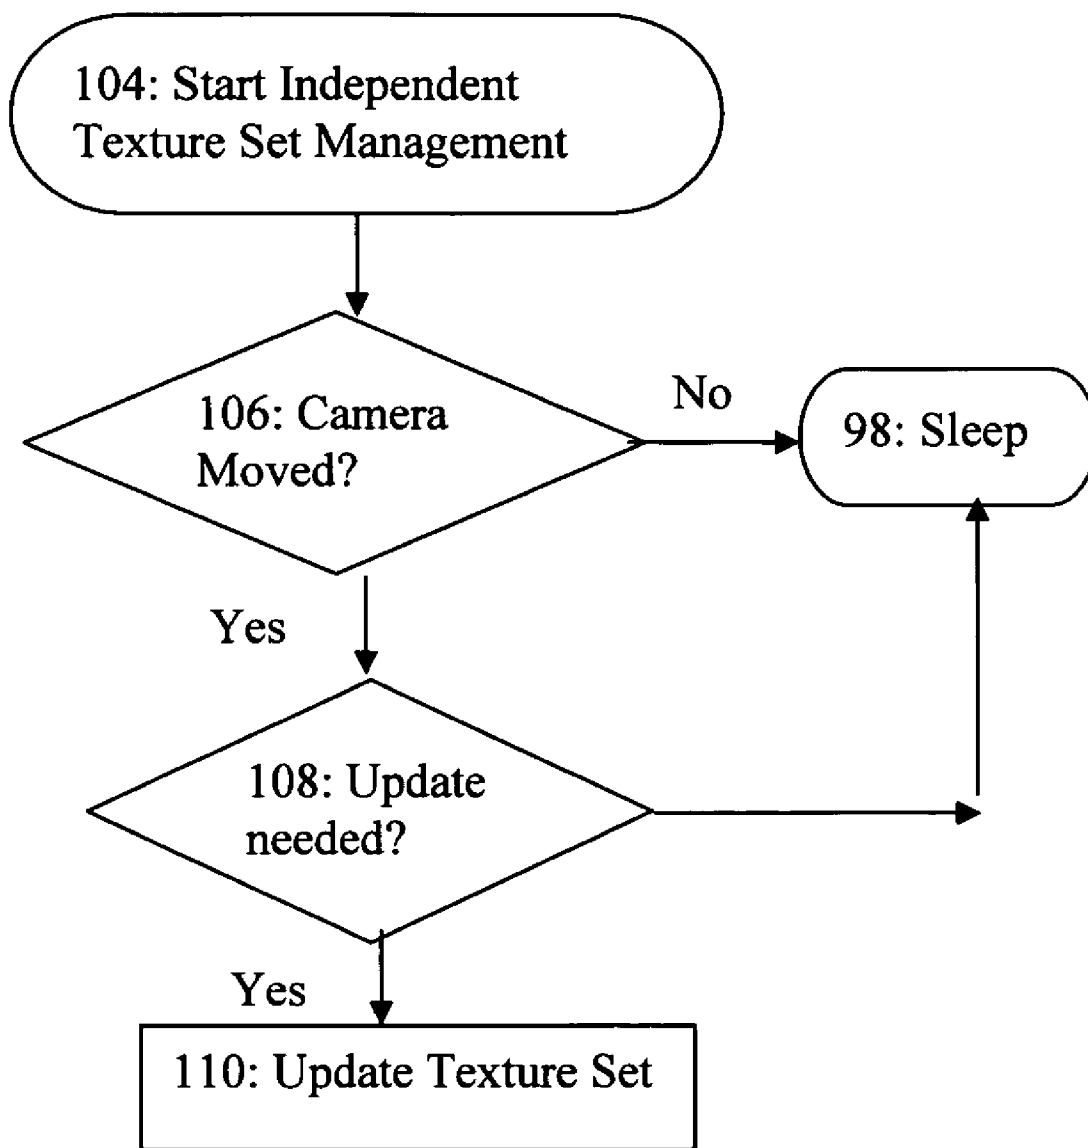 104: Start Independent
Texture Set Management
106: Camera
Moved?
No
98: Sleep
Yes
108: Update
needed?
Yes
110: Update Texture Set